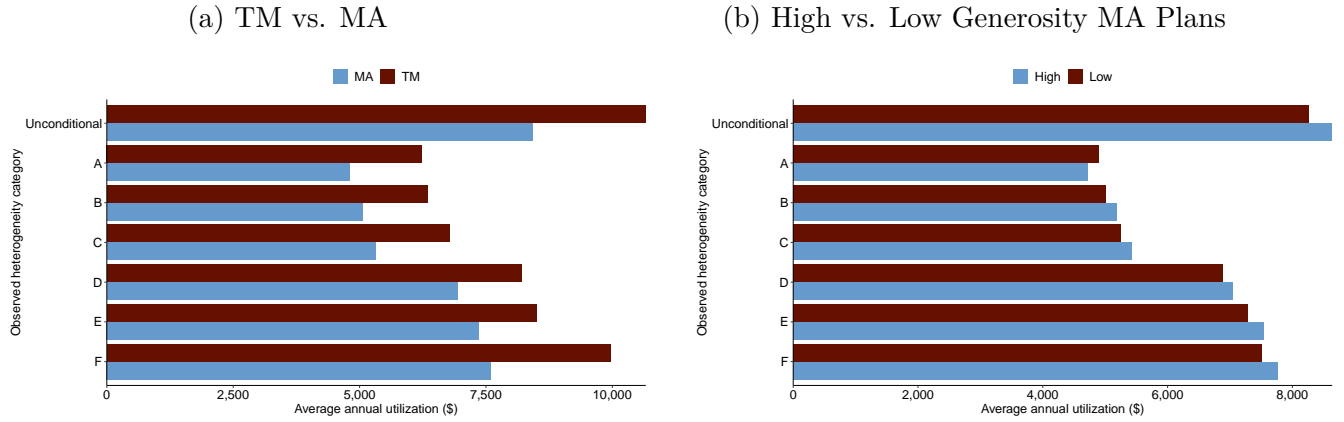 (a) TM vs. MA
MA TM
Observed heterogeneity category
Unconditional
A
B
C
D
E
F
0 2,500 5,000 7,500 10,000
Average annual utilization ($)
(b) High vs. Low Generosity MA Plans
High Low
Observed heterogeneity category
Unconditional
A
B
C
D
E
F
0 2,000 4,000 6,000 8,000
Average annual utilization ($)